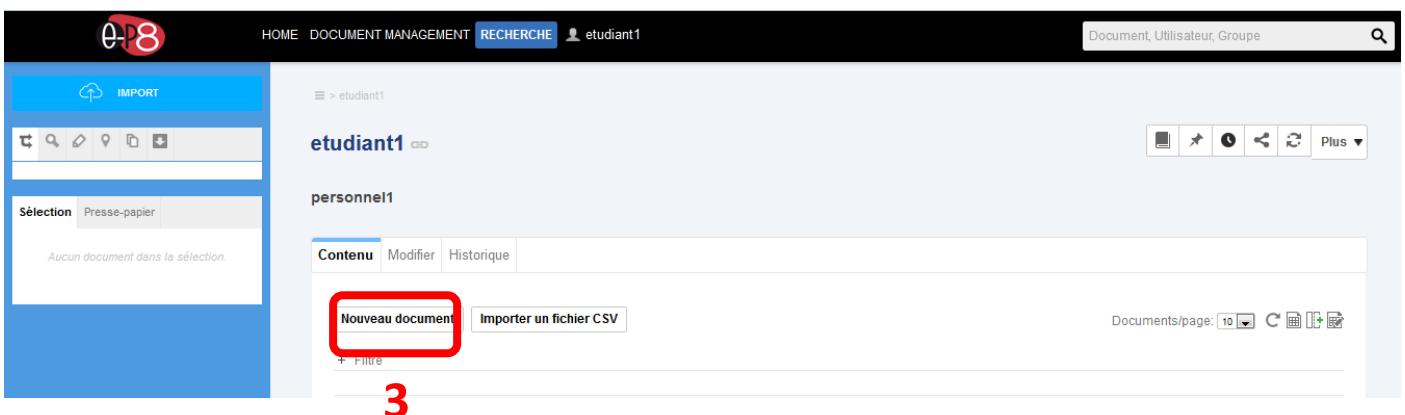 e-P8 HOME DOCUMENT MANAGEMENT RECHERCHE etudiant1 Document, Utilisateur, Groupe
IMPORT
> etudiant1
etudiant1 Plus
personnel1
Sélection Presse-papier
Aucun document dans la sélection.
Contenu Modifier Historique
Nouveau document Importer un fichier CSV Documents/page: 10
+ Filtre
3